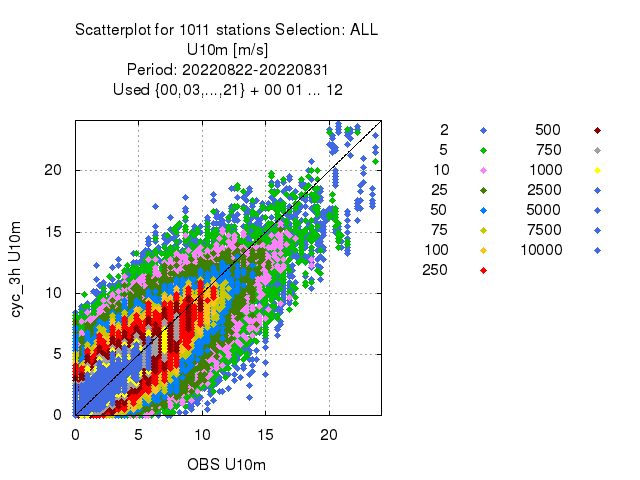 Scatterplot for 1011 stations Selection: ALL
U10m [m/s]
Period: 20220822-20220831
Used {00,03,...,21} + 00 01 ... 12
20
15
10
5
0
cyc_3h U10m
0 5 10 15 20
OBS U10m
2 500
5 750
10 1000
25 2500
50 5000
75 7500
100 10000
250